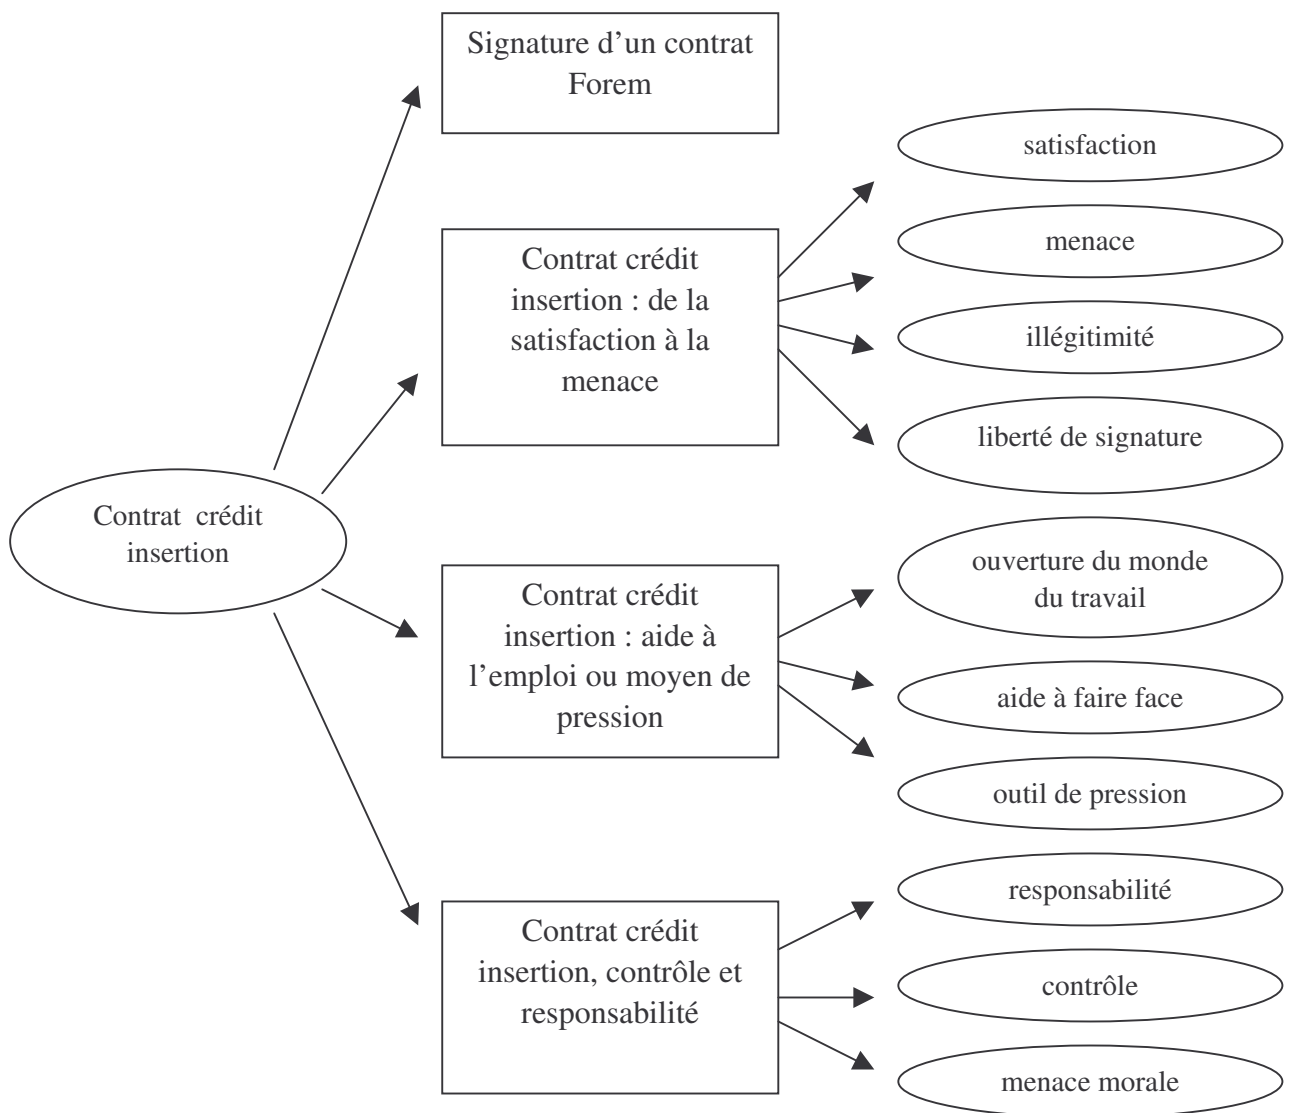 Signature d'un contrat
Forem
satisfaction
menace
illégitimité
liberté de signature
Contrat crédit
insertion : de la
satisfaction à la
menace
Contrat  crédit
insertion
Contrat crédit
insertion : aide à
l'emploi ou moyen de
pression
ouverture du monde
du travail
aide à faire face
outil de pression
Contrat crédit
insertion, contrôle et
responsabilité
responsabilité
contrôle
menace morale